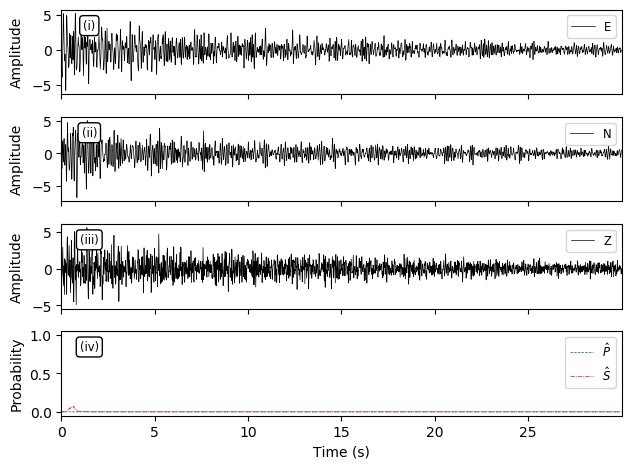 5
0
−5
Amplitude
(i)
E
5
0
−5
Amplitude
(ii)
N
5
0
−5
Amplitude
(iii)
Z
1.0
0.5
0.0
Probability
(iv)
P̂
Ŝ
0 5 10 15 20 25
Time (s)